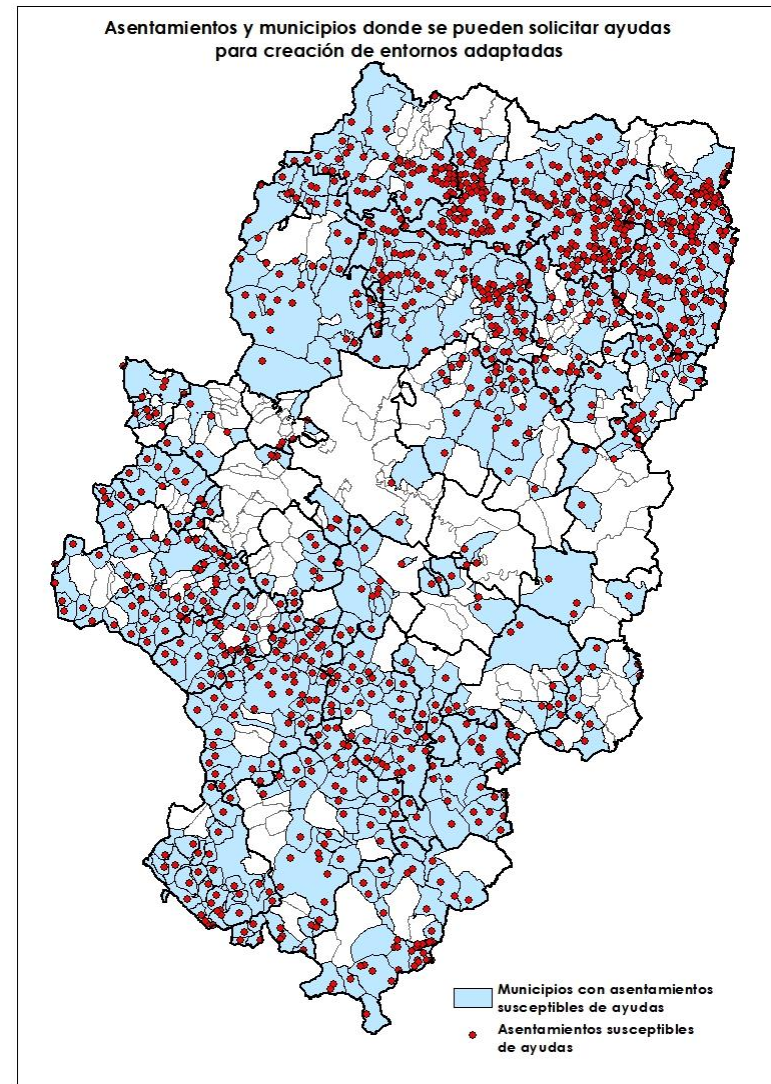 Asentamientos y municipios donde se pueden solicitar ayudas
para creación de entornos adaptadas
Municipios con asentamientos
susceptibles de ayudas
Asentamientos susceptibles
de ayudas